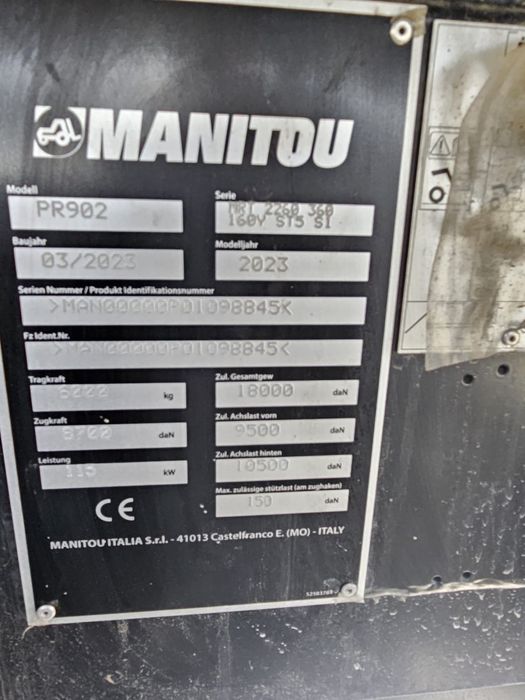 MANITOU
Modell
PR902
Serie
MRT 2260 360
160Y ST5 S1
Baujahr
03/2023
Modelljahr
2023
Serien Nummer / Produkt Identifikationsnummer
>MAN00000P01098845<
Fz Ident.Nr.
>MAN00000P01098845<
Tragkraft
kg
Zul. Gesamtgew
18000 daN
Zugkraft
daN
Zul. Achslast vorn
9500 daN
Leistung
kW
Zul. Achslast hinten
10500 daN
Max. zulässige stützlast (am zughaken)
150 daN
CE
MANITOU ITALIA S.r.l. - 41013 Castelfranco E. (MO) - ITALY